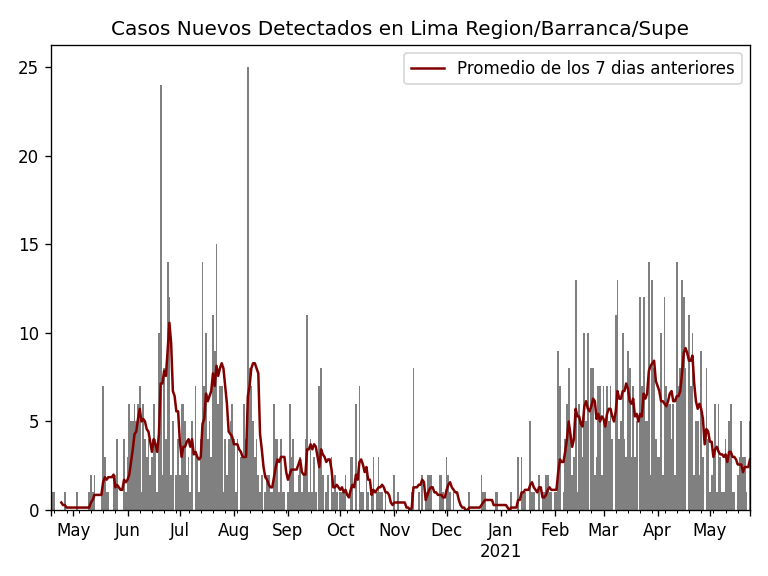 Casos Nuevos Detectados en Lima Region/Barranca/Supe
Promedio de los 7 dias anteriores
25
20
15
10
5
0
May Jun Jul Aug Sep Oct Nov Dec Jan Feb Mar Apr May
2021